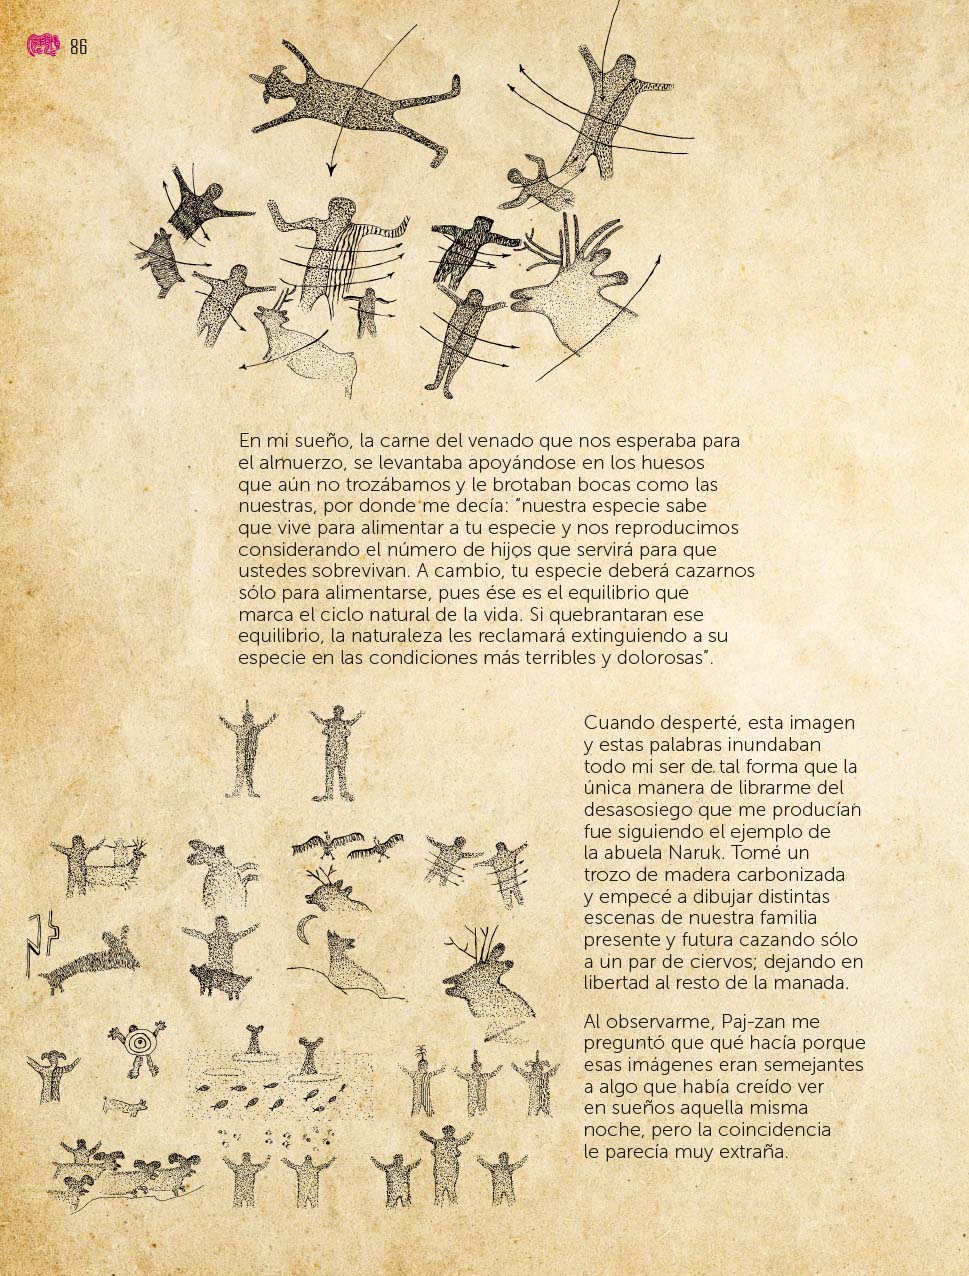 86
En mi sueño, la carne del venado que nos esperaba para
el almuerzo, se levantaba apoyándose en los huesos
que aún no trozábamos y le brotaban bocas como las
nuestras, por donde me decía: “nuestra especie sabe
que vive para alimentar a tu especie y nos reproducimos
considerando el número de hijos que servirá para que
ustedes sobrevivan. A cambio, tu especie deberá cazarnos
sólo para alimentarse, pues ése es el equilibrio que
marca el ciclo natural de la vida. Si quebrantaran ese
equilibrio, la naturaleza les reclamará extinguiendo a su
especie en las condiciones más terribles y dolorosas”.
Cuando desperté, esta imagen
y estas palabras inundaban
todo mi ser de tal forma que la
única manera de librarme del
desasosiego que me producían
fue siguiendo el ejemplo de
la abuela Naruk. Tomé un
trozo de madera carbonizada
y empecé a dibujar distintas
escenas de nuestra familia
presente y futura cazando sólo
a un par de ciervos; dejando en
libertad al resto de la manada.
Al observarme, Paj-zan me
preguntó que qué hacía porque
esas imágenes eran semejantes
a algo que había creído ver
en sueños aquella misma
noche, pero la coincidencia
le parecía muy extraña.